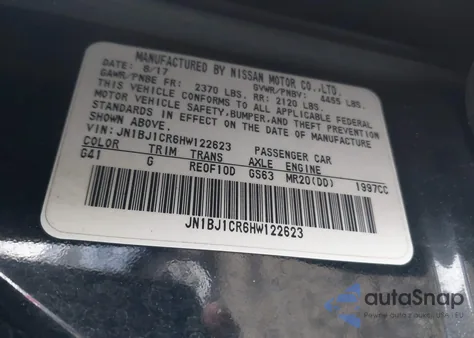 MANUFACTURED BY NISSAN MOTOR CO.,LTD.
DATE: 8/17 GVWR/PNBV: 4455 LBS.
GAWR/PNBE FR: 2370 LBS. RR: 2120 LBS.
THIS VEHICLE CONFORMS TO ALL APPLICABLE FEDERAL
MOTOR VEHICLE SAFETY,BUMPER,AND THEFT PREVENTION
STANDARDS IN EFFECT ON THE DATE OF MANUFACTURE
SHOWN ABOVE.
VIN: JN1BJ1CR6HW122623 PASSENGER CAR
COLOR TRIM TRANS AXLE ENGINE
G41 G RE0F10D GS63 MR20(DD) 1997CC
JN1BJ1CR6HW122623
autoSnap